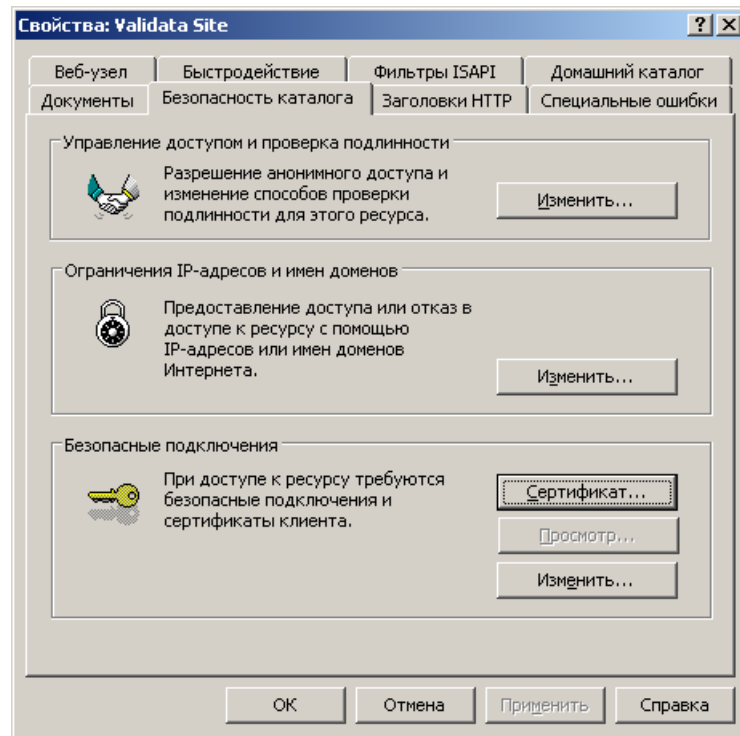 Свойства: Validata Site
Веб-узел Быстродействие Фильтры ISAPI Домашний каталог
Документы Безопасность каталога Заголовки HTTP Специальные ошибки
Управление доступом и проверка подлинности
Разрешение анонимного доступа и
изменение способов проверки
подлинности для этого ресурса.
Изменить...
Ограничения IP-адресов и имен доменов
Предоставление доступа или отказ в
доступе к ресурсу с помощью
IP-адресов или имен доменов
Интернета.
Изменить...
Безопасные подключения
При доступе к ресурсу требуются
безопасные подключения и
сертификаты клиента.
Сертификат...
Просмотр...
Изменить...
ОК Отмена Применить Справка